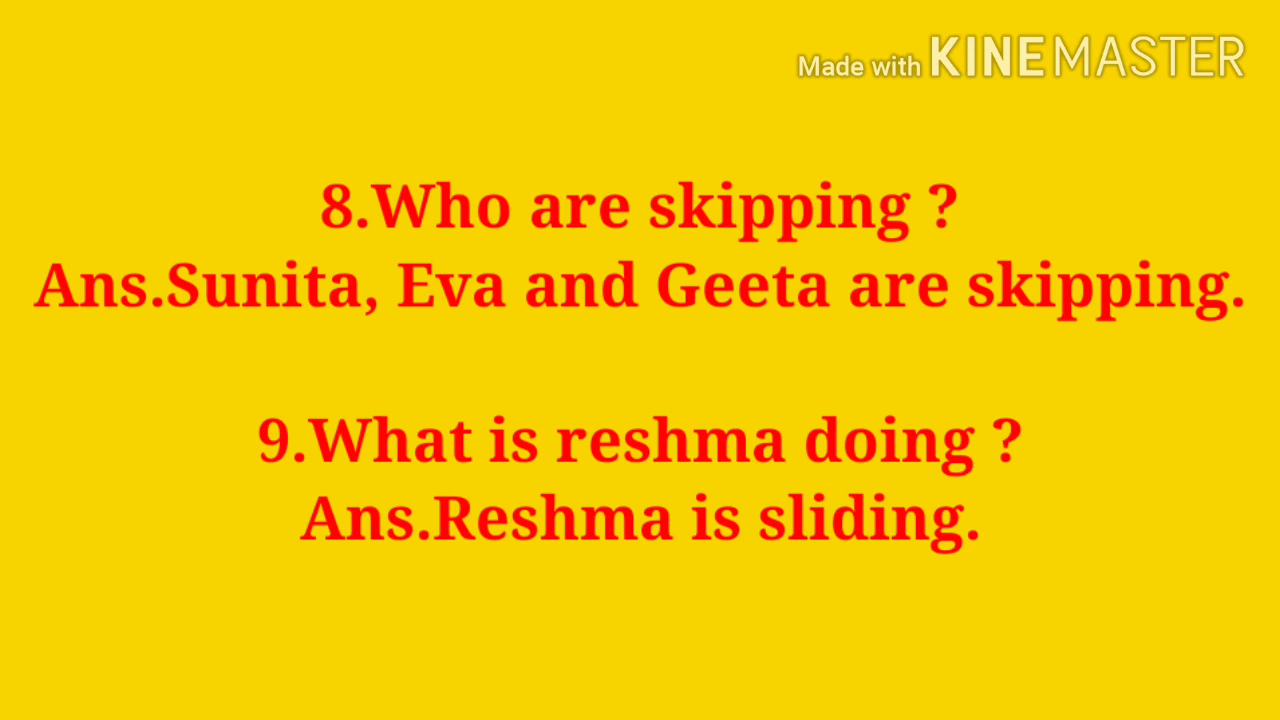 Made with KINEMASTER
8.Who are skipping ?
Ans.Sunita, Eva and Geeta are skipping.
9.What is reshma doing ?
Ans.Reshma is sliding.